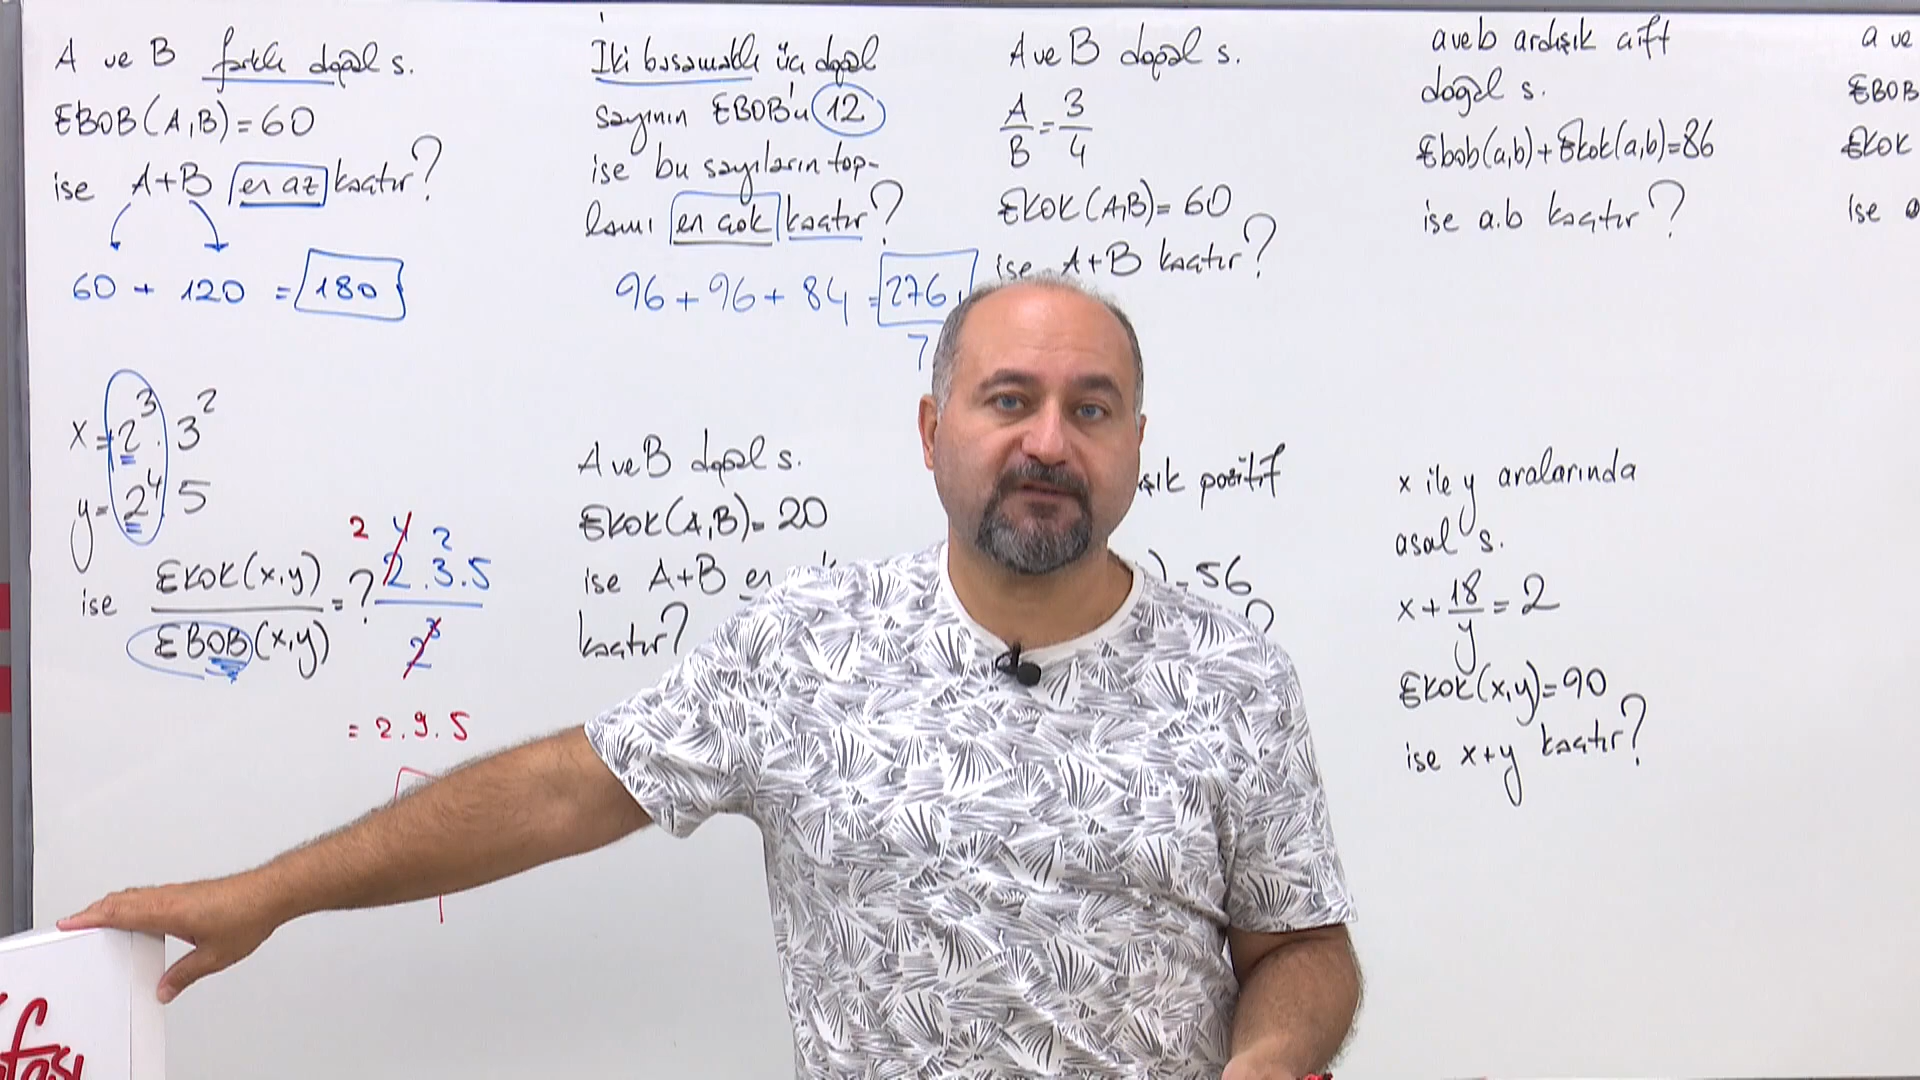 A ve B farklı doğal s.
EBOB(A,B)=60
ise A+B en az kaçtır?
60 + 120 = 180
x=2³.3²
y=2⁴.5
ise EKOK(x,y)
EBOB(x,y)
=?
2⁴.3².5
2³
2
= 2.9.5
İki basamaklı üç doğal
sayının EBOB'u 12
ise bu sayıların top-
lamı en çok kaçtır?
96 + 96 + 84 = 276
A ve B doğal s.
EKOK(A,B)=20
ise A+B en
kaçtır?
A ve B doğal s.
A/B=3/4
EKOK(A,B)=60
ise A+B kaçtır?
pozitif
)=56
?
a ve b ardışık çift
doğal s.
Ebob(a,b)+Ekok(a,b)=86
ise a.b kaçtır?
x ile y aralarında
asal s.
x+18/y=2
EKOK(x,y)=90
ise x+y kaçtır?
a ve
EBOB
EKOK
ise